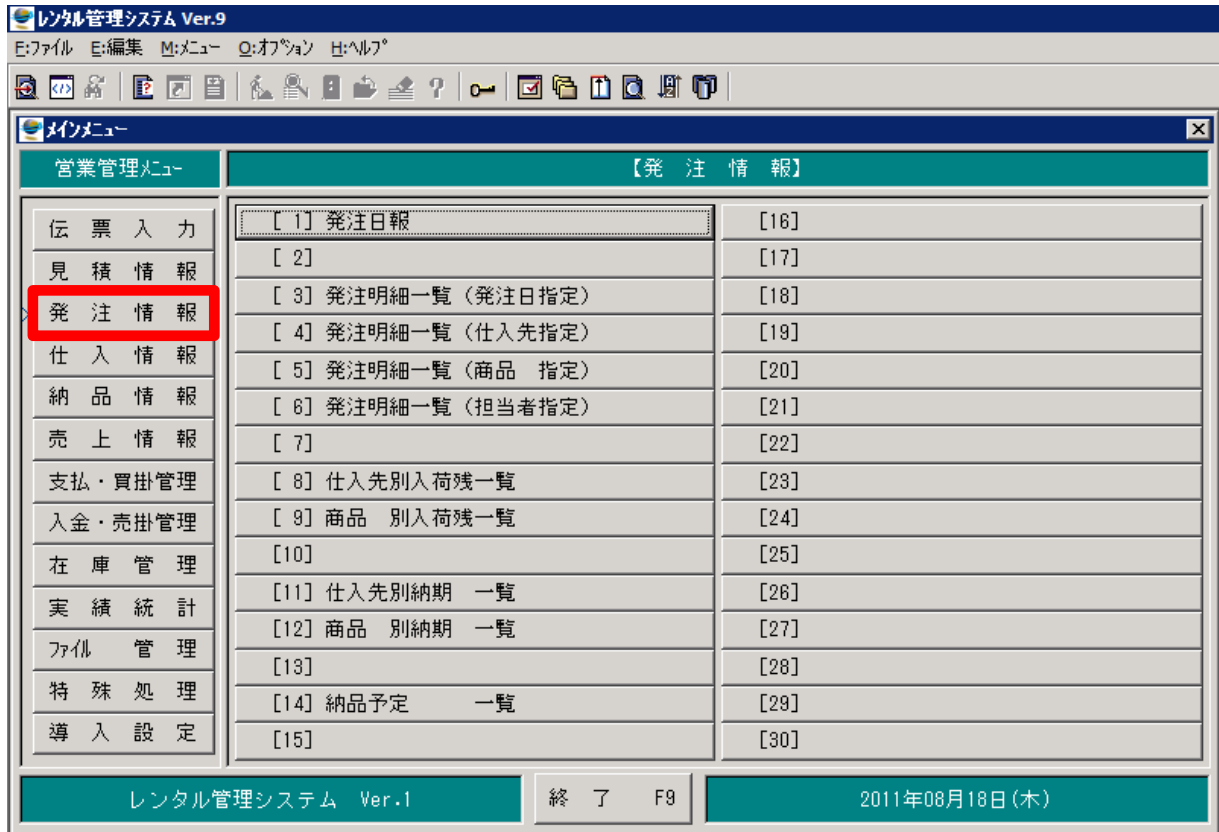 レンタル管理システム Ver.9
F:ファイル E:編集 M:メニュー O:オプション H:ヘルプ
メインメニュー
営業管理メニュー
【発 注 情 報】
伝 票 入 力
見 積 情 報
発 注 情 報
仕 入 情 報
納 品 情 報
売 上 情 報
支払・買掛管理
入金・売掛管理
在 庫 管 理
実 績 統 計
ファイル 管 理
特 殊 処 理
導 入 設 定
[ 1] 発注日報
[ 2]
[ 3] 発注明細一覧（発注日指定）
[ 4] 発注明細一覧（仕入先指定）
[ 5] 発注明細一覧（商品 指定）
[ 6] 発注明細一覧（担当者指定）
[ 7]
[ 8] 仕入先別入荷残一覧
[ 9] 商品 別入荷残一覧
[10]
[11] 仕入先別納期 一覧
[12] 商品 別納期 一覧
[13]
[14] 納品予定 一覧
[15]
[16]
[17]
[18]
[19]
[20]
[21]
[22]
[23]
[24]
[25]
[26]
[27]
[28]
[29]
[30]
レンタル管理システム Ver.1
終 了 F9
2011年08月18日(木)